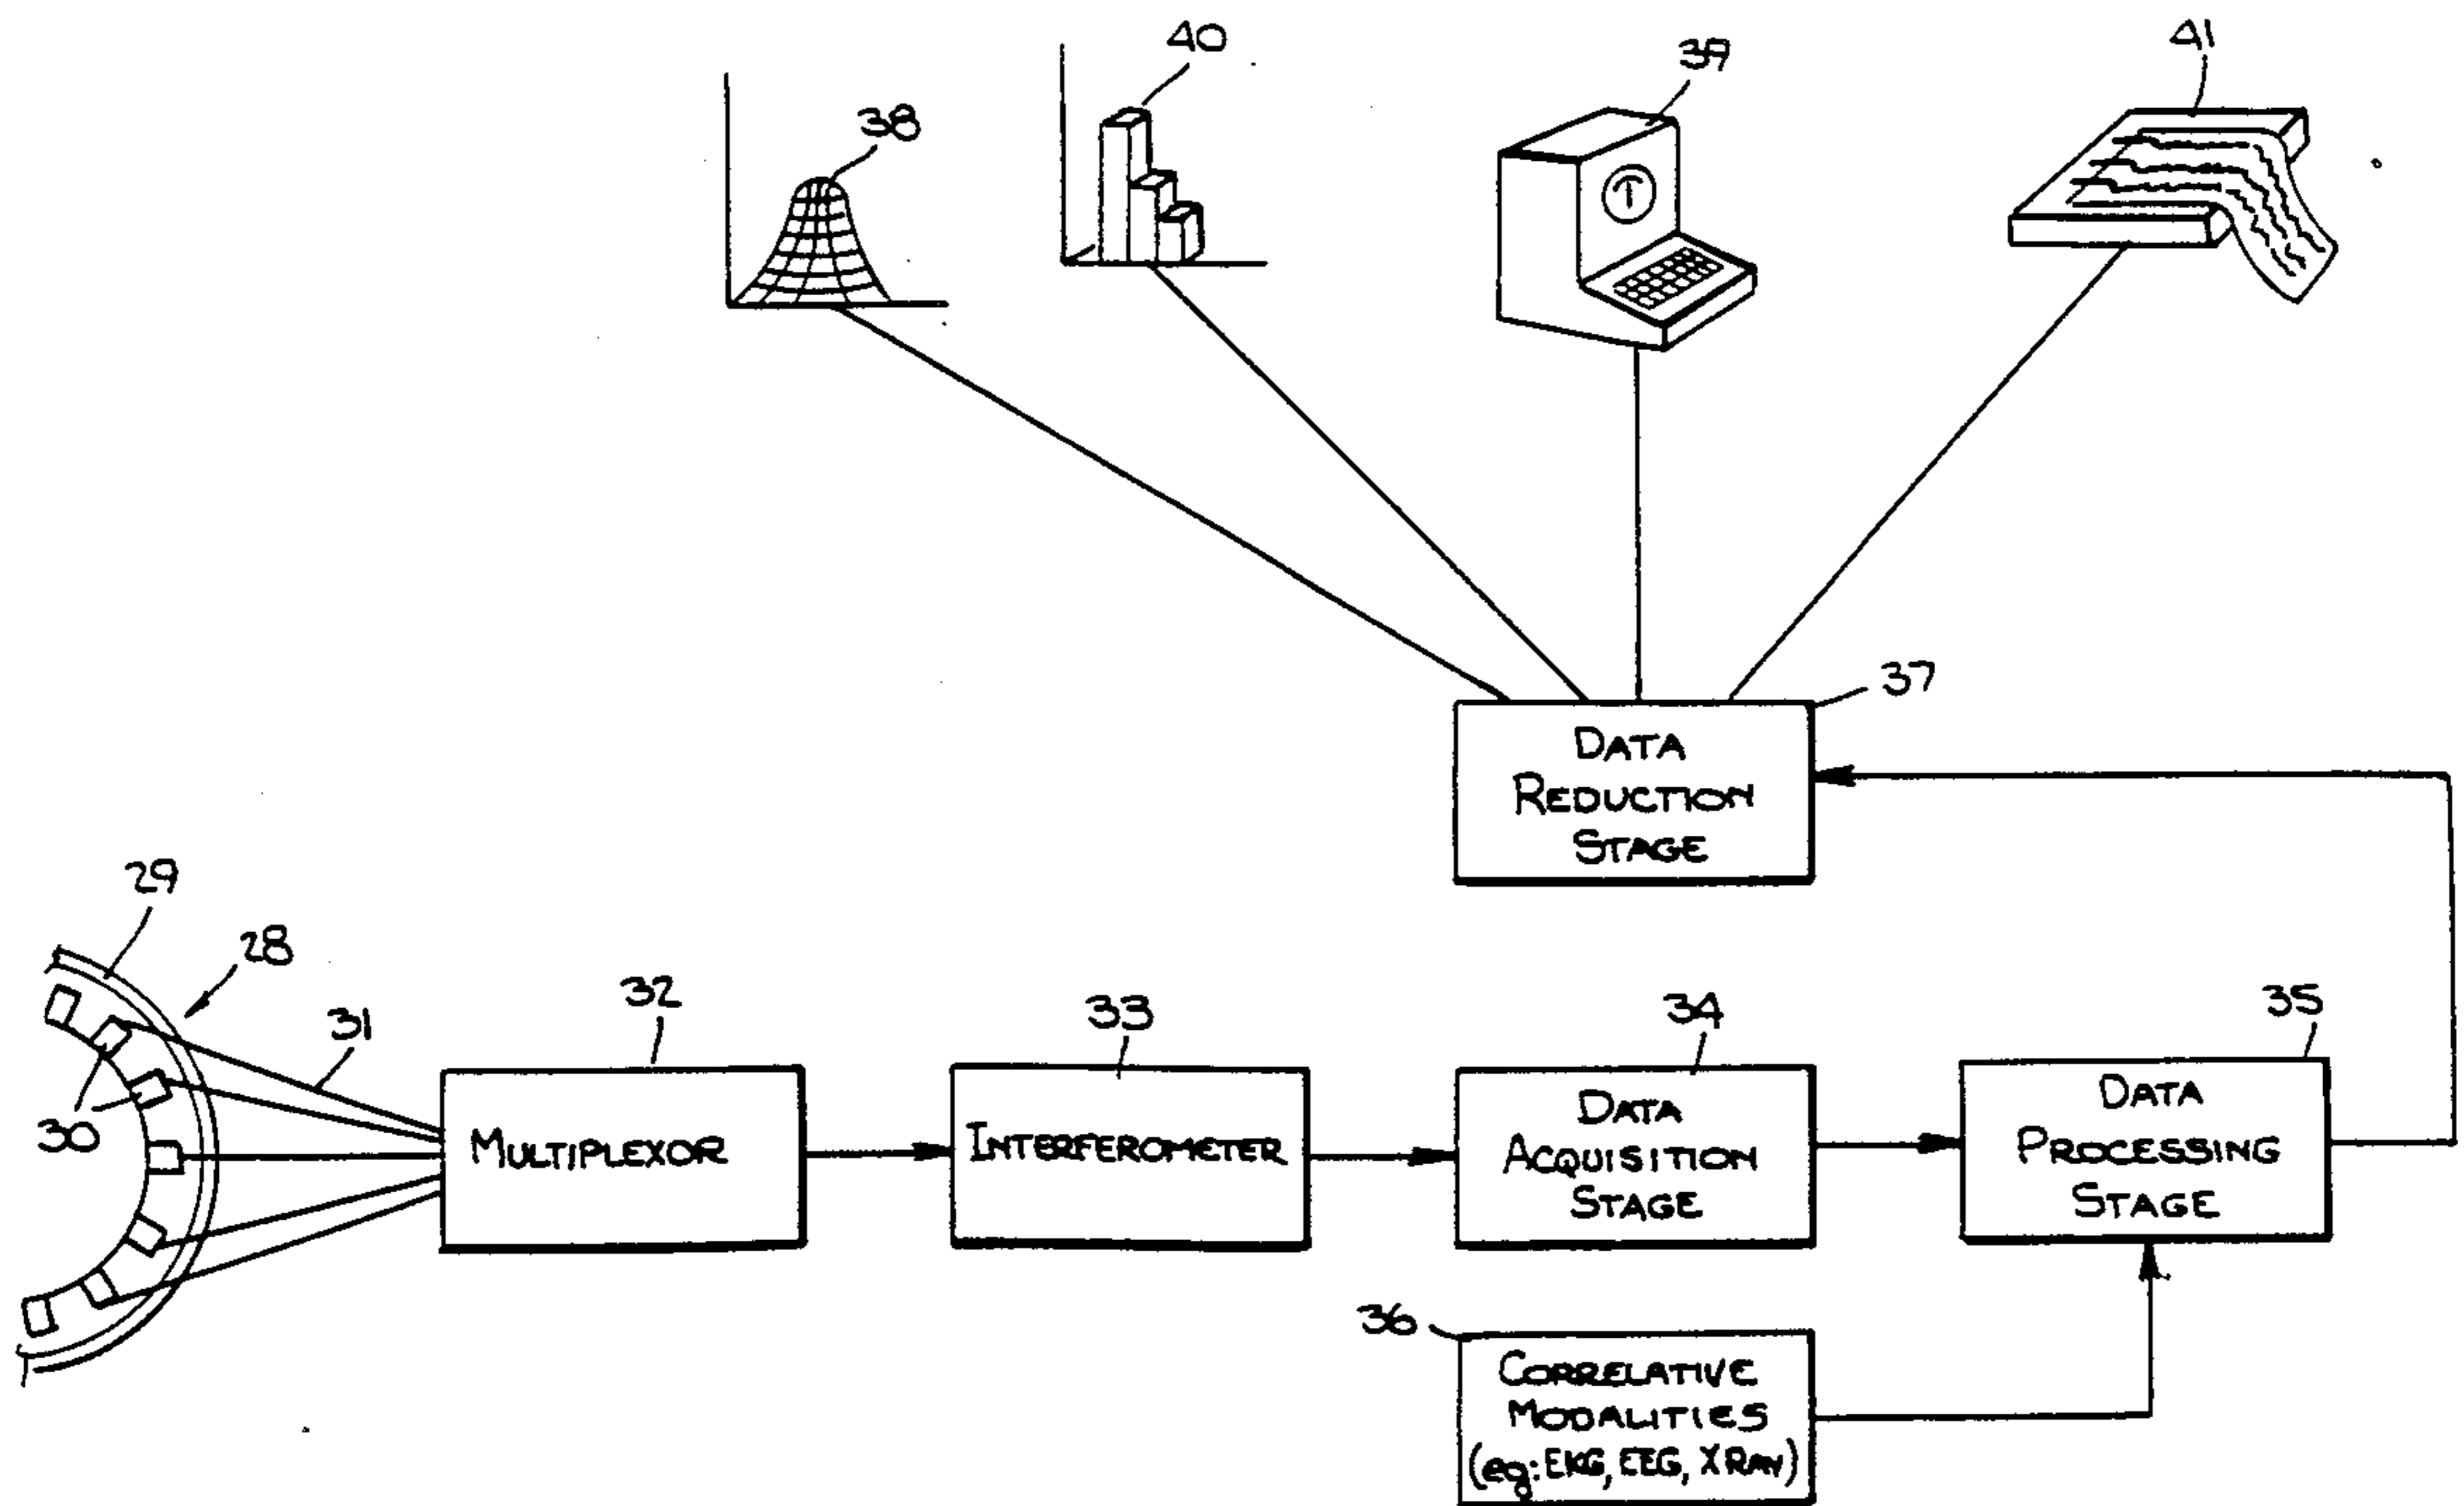 40
39
41
38
37
DATA
REDUCTION
STAGE
29
28
31
32
33
34
35
30
MULTIPLEXOR
INTERFEROMETER
DATA
ACQUISITION
STAGE
DATA
PROCESSING
STAGE
36
CORRELATIVE
MODALITIES
(eg: EKG, EEG, XRAY)